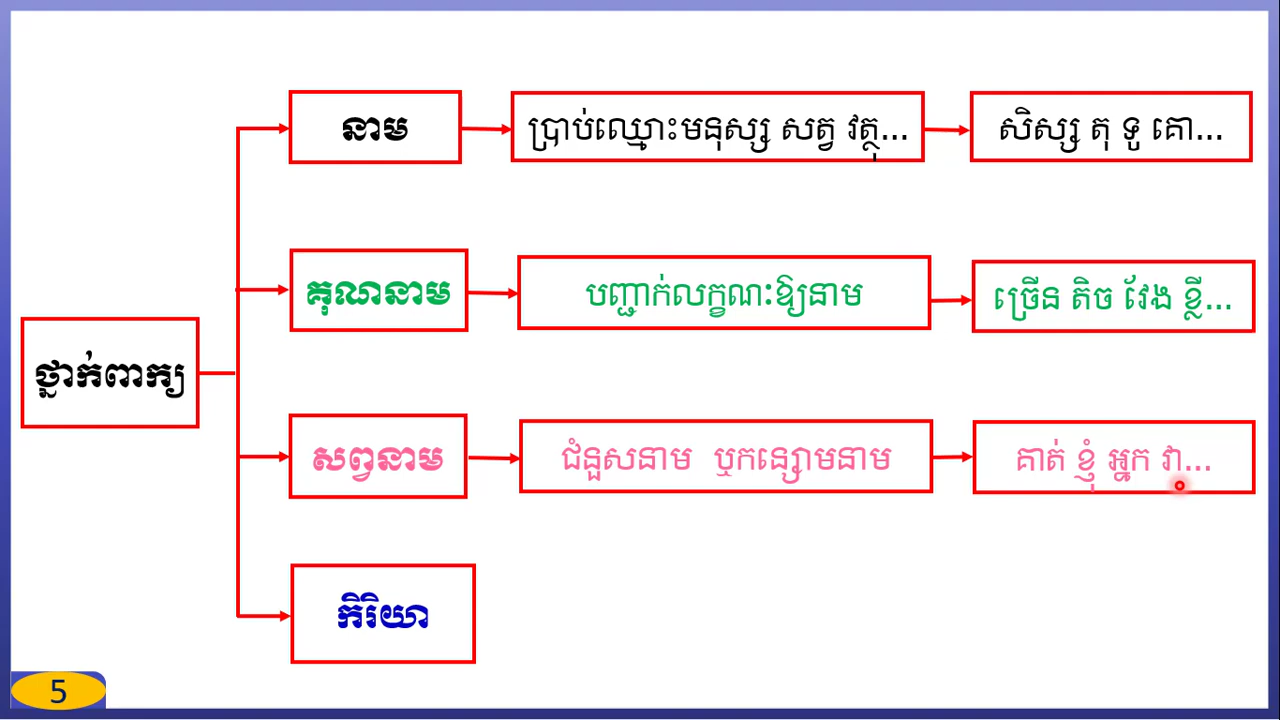 នាម
ប្រាប់ឈ្មោះមនុស្ស សត្វ វត្ថុ...
សិស្ស តុ ទូ គោ...
គុណនាម
បញ្ជាក់លក្ខណៈឱ្យនាម
ច្រើន តិច វែង ខ្លី...
ថ្នាក់ពាក្យ
សព្វនាម
ជំនួសនាម ឬកន្សោមនាម
គាត់ ខ្ញុំ អ្នក វា...
កិរិយា
5